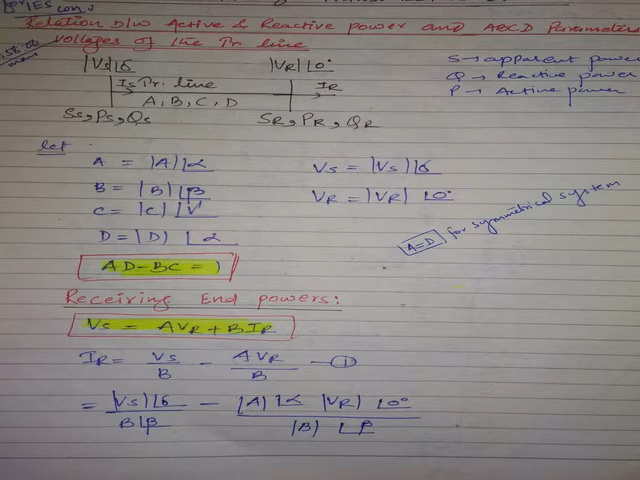 Relation b/w Active & Reactive power and ABCD Parameters
voltages of the Tr. line
|Vs|∠δ |VR|∠0° S → apparent power
Is Tr. line IR Q → Reactive power
A, B, C, D P → Active power
Ss, Ps, Qs SR, PR, QR
let
A = |A|∠α Vs = |Vs|∠δ
B = |B|∠β VR = |VR| ∠0°
C = |C|∠V
D = |D| ∠α A=D for symmetrical system
AD-BC = 1
Receiving End powers:
Vs = AVR + BIR
IR = Vs/B - AVR/B — ①
= |Vs|∠δ / B∠β - |A|∠α |VR| ∠0° / |B| ∠β